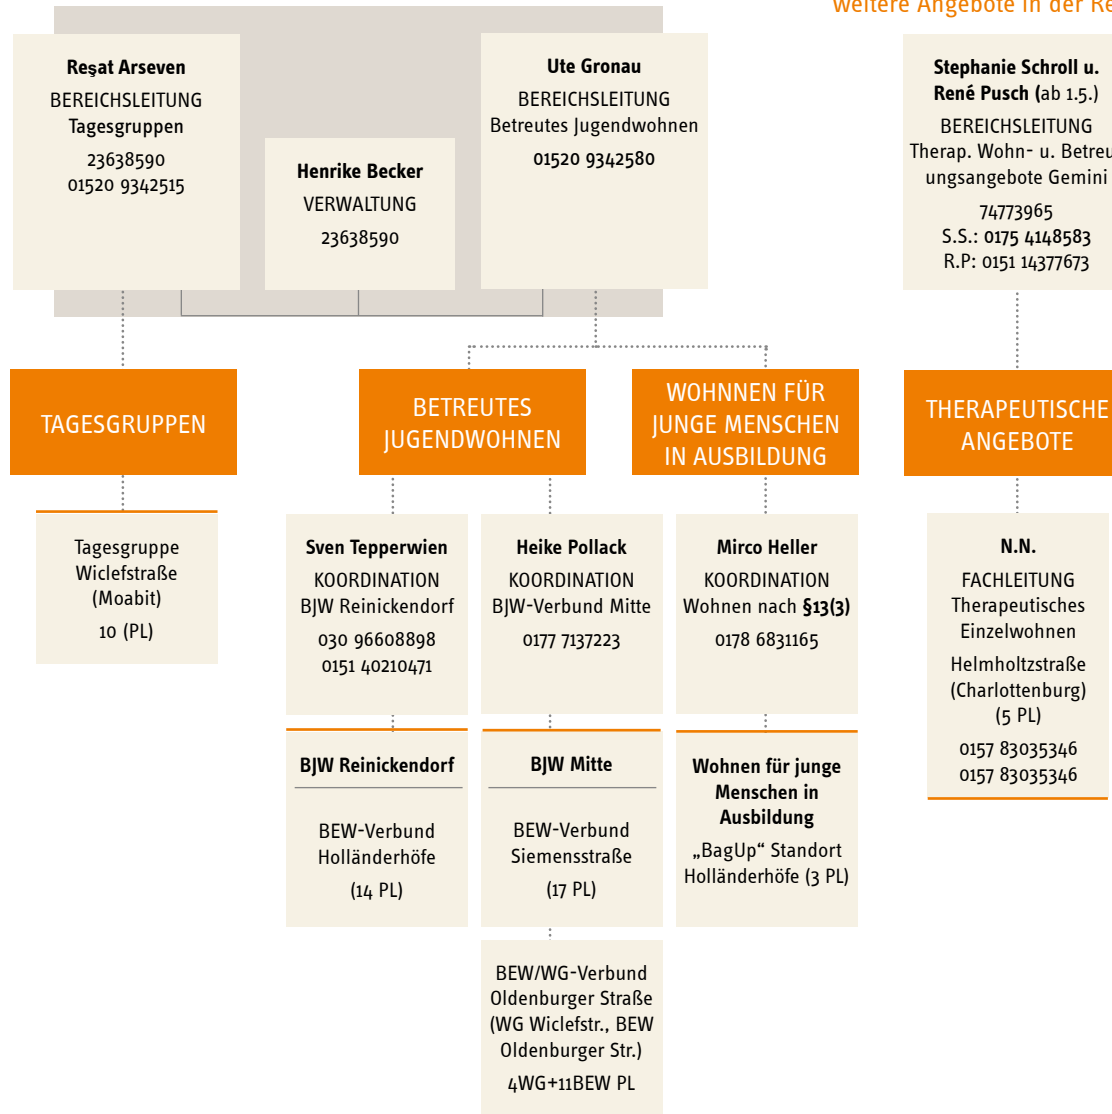 weitere Angebote in der Re
Reşat Arseven
BEREICHSLEITUNG
Tagesgruppen
23638590
01520 9342515
Henrike Becker
VERWALTUNG
23638590
Ute Gronau
BEREICHSLEITUNG
Betreutes Jugendwohnen
01520 9342580
Stephanie Schroll u.
René Pusch (ab 1.5.)
BEREICHSLEITUNG
Therap. Wohn- u. Betreu
ungsangebote Gemini
74773965
S.S.: 0175 4148583
R.P: 0151 14377673
TAGESGRUPPEN
BETREUTES
JUGENDWOHNEN
WOHNNEN FÜR
JUNGE MENSCHEN
IN AUSBILDUNG
THERAPEUTISCHE
ANGEBOTE
Tagesgruppe
Wiclefstraße
(Moabit)
10 (PL)
Sven Tepperwien
KOORDINATION
BJW Reinickendorf
030 96608898
0151 40210471
Heike Pollack
KOORDINATION
BJW-Verbund Mitte
0177 7137223
Mirco Heller
KOORDINATION
Wohnen nach §13(3)
0178 6831165
N.N.
FACHLEITUNG
Therapeutisches
Einzelwohnen
Helmholtzstraße
(Charlottenburg)
(5 PL)
0157 83035346
0157 83035346
BJW Reinickendorf
BEW-Verbund
Holländerhöfe
(14 PL)
BJW Mitte
BEW-Verbund
Siemensstraße
(17 PL)
Wohnen für junge
Menschen in
Ausbildung
„BagUp“ Standort
Holländerhöfe (3 PL)
BEW/WG-Verbund
Oldenburger Straße
(WG Wiclefstr., BEW
Oldenburger Str.)
4WG+11BEW PL